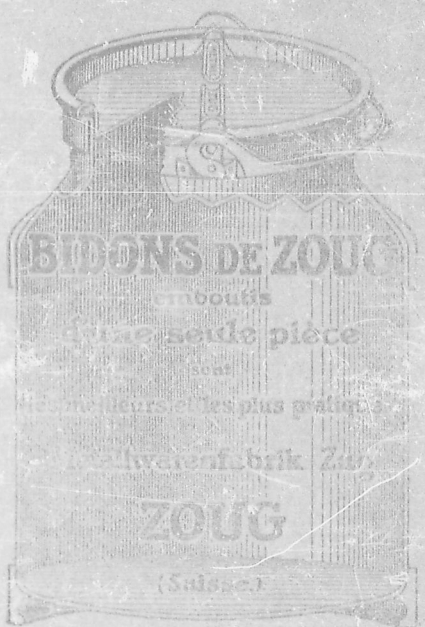 BIDONS DE ZOUG
emboutis
d'une seule pièce
sont
les meilleurs et les plus pratiques
Metallwarenfabrik Zug
ZOUG
(Suisse.)